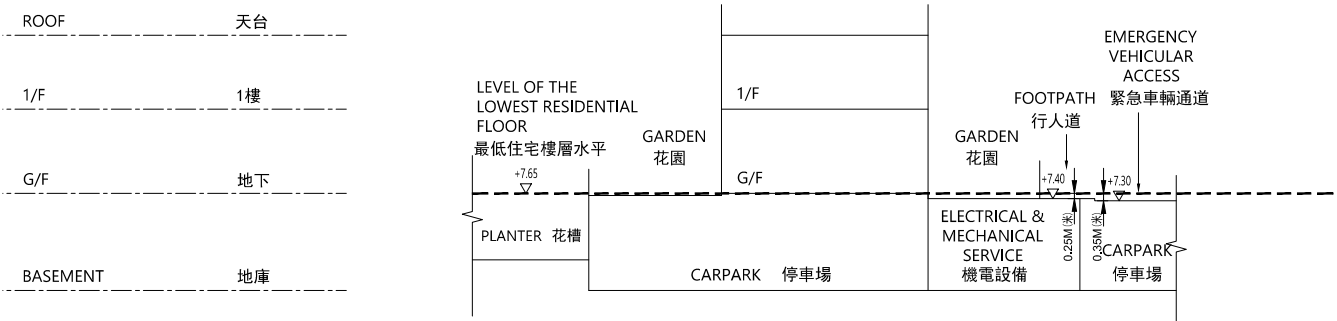 ROOF 天台
1/F 1樓
G/F 地下
BASEMENT 地庫
LEVEL OF THE
LOWEST RESIDENTIAL
FLOOR
最低住宅樓層水平
+7.65
PLANTER 花槽
GARDEN
花園
1/F
G/F
CARPARK 停車場
GARDEN
花園
FOOTPATH
行人道
EMERGENCY
VEHICULAR
ACCESS
緊急車輛通道
+7.40
+7.30
ELECTRICAL &
MECHANICAL
SERVICE
機電設備
0.25M (米)
0.35M (米)
CARPARK
停車場